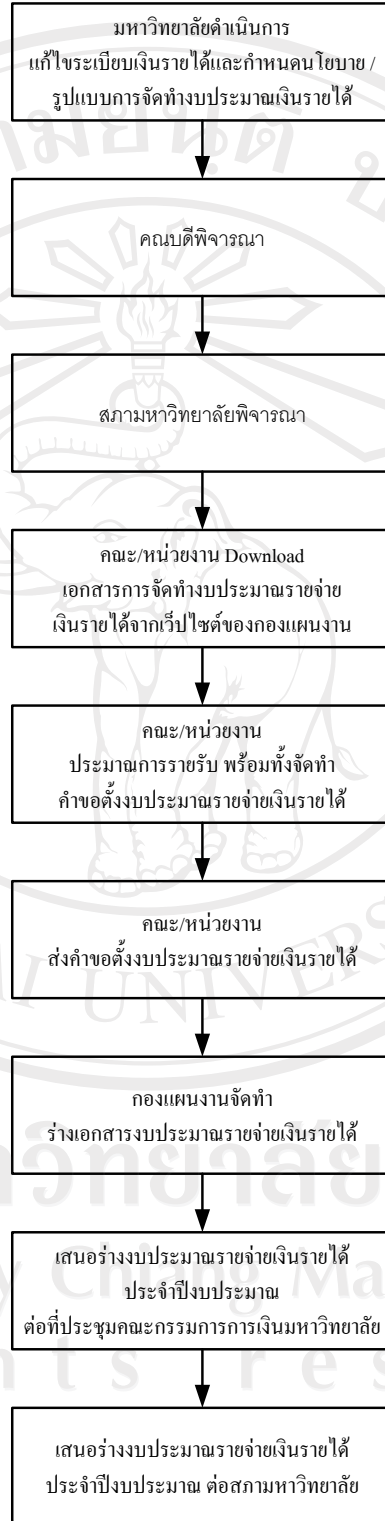 มหาวิทยาลัยดำเนินการ
แก้ไขระเบียบเงินรายได้และกำหนดนโยบาย /
รูปแบบการจัดทำงบประมาณเงินรายได้
คณบดีพิจารณา
สภามหาวิทยาลัยพิจารณา
คณะ/หน่วยงาน Download
เอกสารการจัดทำงบประมาณรายจ่าย
เงินรายได้จากเว็ปไซต์ของกองแผนงาน
คณะ/หน่วยงาน
ประมาณการรายรับ พร้อมทั้งจัดทำ
คำขอตั้งงบประมาณรายจ่ายเงินรายได้
คณะ/หน่วยงาน
ส่งคำขอตั้งงบประมาณรายจ่ายเงินรายได้
กองแผนงานจัดทำ
ร่างเอกสารงบประมาณรายจ่ายเงินรายได้
เสนอร่างงบประมาณรายจ่ายเงินรายได้
ประจำปีงบประมาณ
ต่อที่ประชุมคณะกรรมการการเงินมหาวิทยาลัย
เสนอร่างงบประมาณรายจ่ายเงินรายได้
ประจำปีงบประมาณ ต่อสภามหาวิทยาลัย